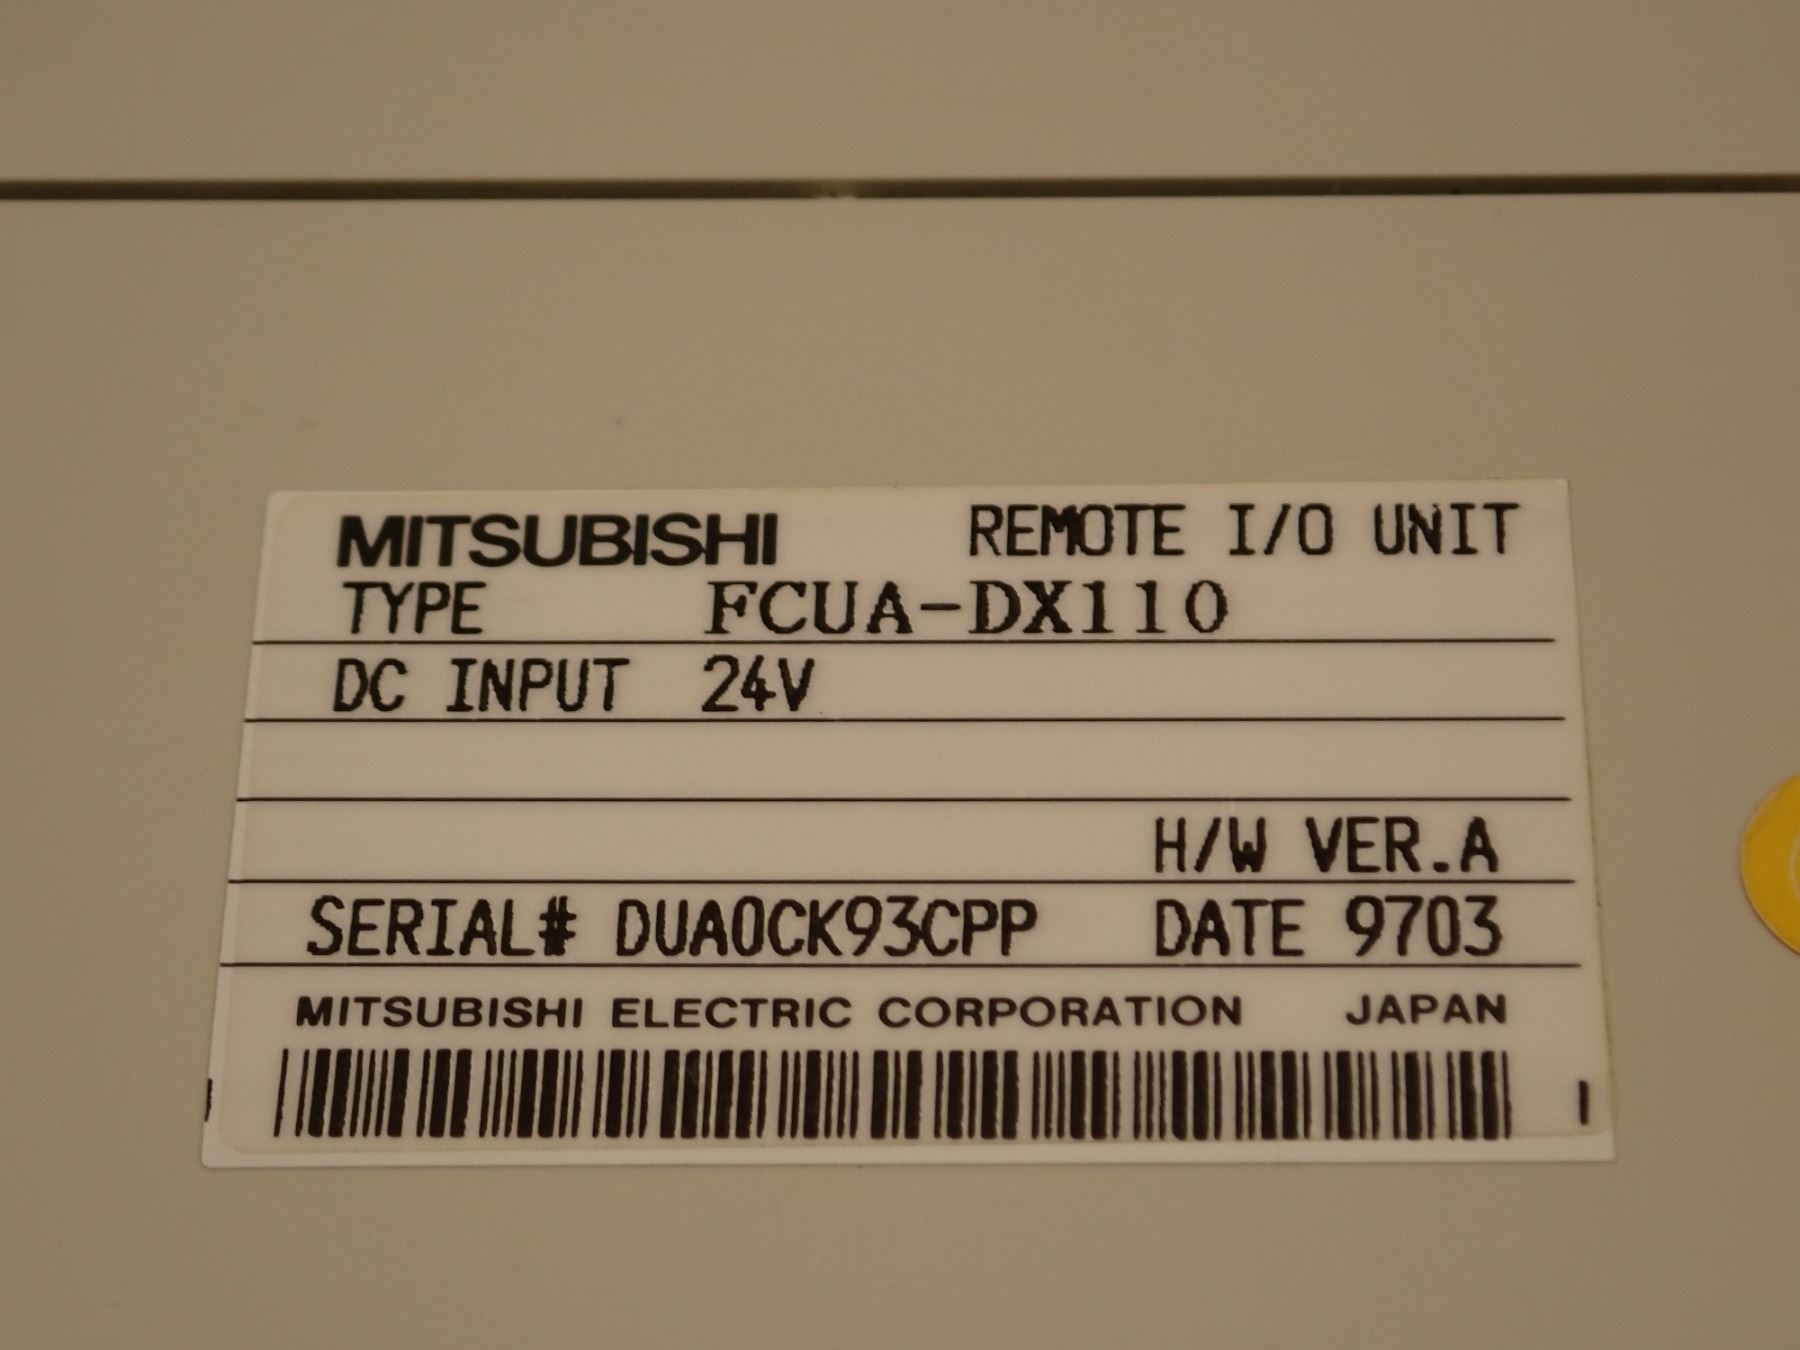 MITSUBISHI REMOTE I/O UNIT
TYPE FCUA-DX110
DC INPUT 24V
H/W VER.A
SERIAL# DUA0CK93CPP DATE 9703
MITSUBISHI ELECTRIC CORPORATION JAPAN